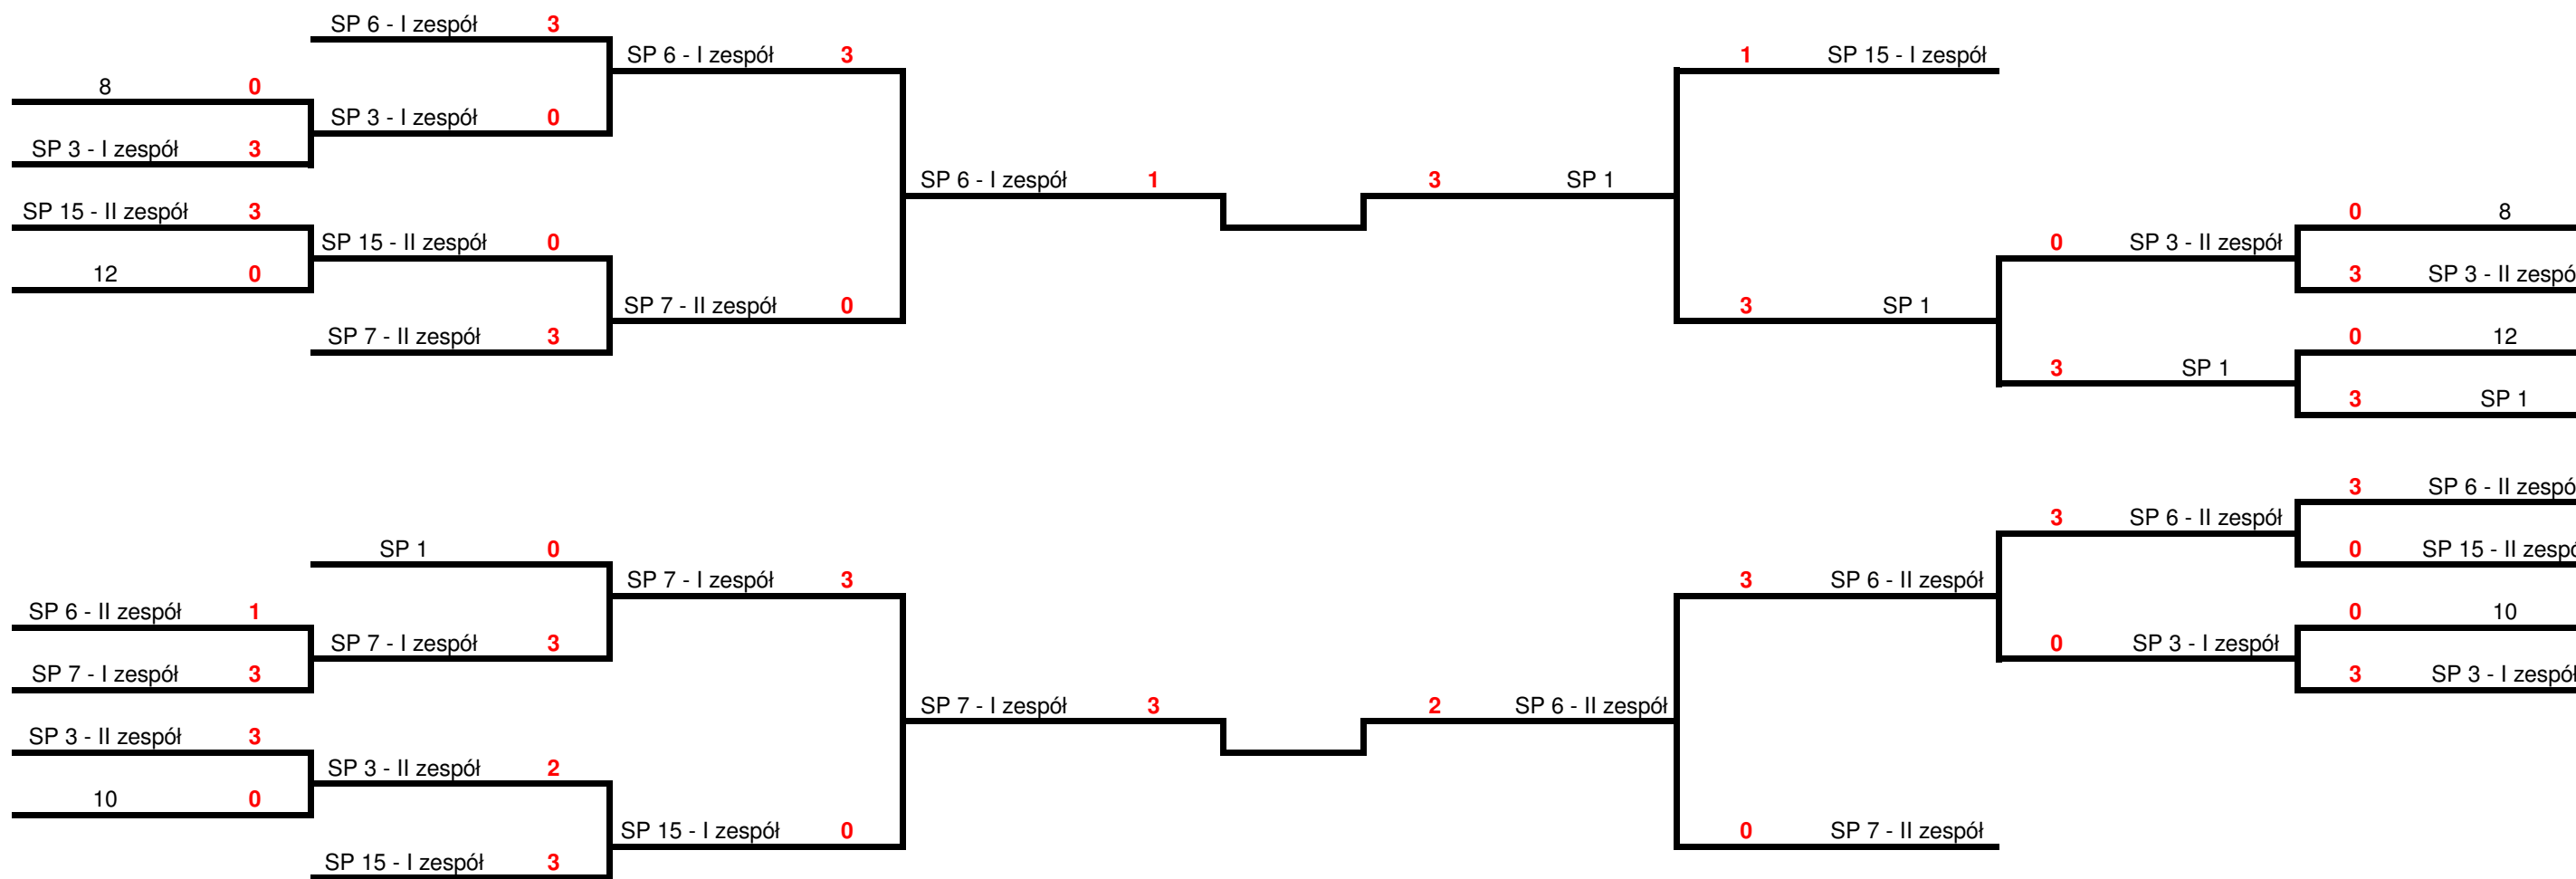 SP 6 - I zespół 3
SP 6 - I zespół 3
1 SP 15 - I zespół
8 0
SP 3 - I zespół 0
SP 3 - I zespół 3
SP 6 - I zespół 1
3 SP 1
SP 15 - II zespół 3
0 8
SP 15 - II zespół 0
0 SP 3 - II zespół
12 0
3 SP 3 - II zespó
SP 7 - II zespół 0
3 SP 1
SP 7 - II zespół 3
0 12
3 SP 1
3 SP 1
3 SP 6 - II zespó
3 SP 6 - II zespół
SP 1 0
0 SP 15 - II zespó
SP 7 - I zespół 3
3 SP 6 - II zespół
SP 6 - II zespół 1
0 10
SP 7 - I zespół 3
0 SP 3 - I zespół
SP 7 - I zespół 3
3 SP 3 - I zespół
SP 7 - I zespół 3
2 SP 6 - II zespół
SP 3 - II zespół 3
SP 3 - II zespół 2
10 0
SP 15 - I zespół 0
0 SP 7 - II zespół
SP 15 - I zespół 3